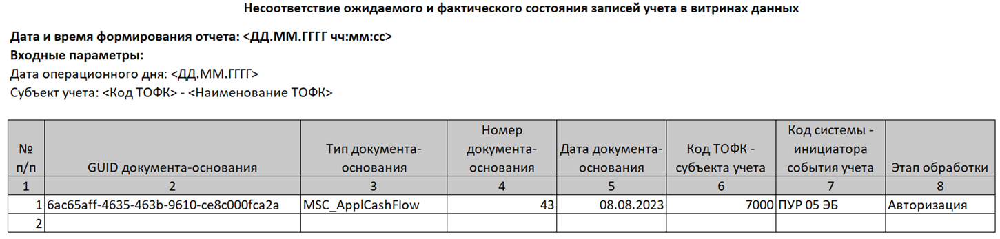 Несоответствие ожидаемого и фактического состояния записей учета в витринах данных
Дата и время формирования отчета: <ДД.ММ.ГГГГ чч:мм:сс>
Входные параметры:
Дата операционного дня: <ДД.ММ.ГГГГ>
Субъект учета: <Код ТОФК> - <Наименование ТОФК>
№ п/п GUID документа-основания Тип документа-основания Номер документа-основания Дата документа-основания Код ТОФК - субъекта учета Код системы - инициатора события учета Этап обработки
1 2 3 4 5 6 7 8
1 6ac65aff-4635-463b-9610-ce8c000fca2a MSC_ApplCashFlow 43 08.08.2023 7000 ПУР 05 ЭБ Авторизация
2